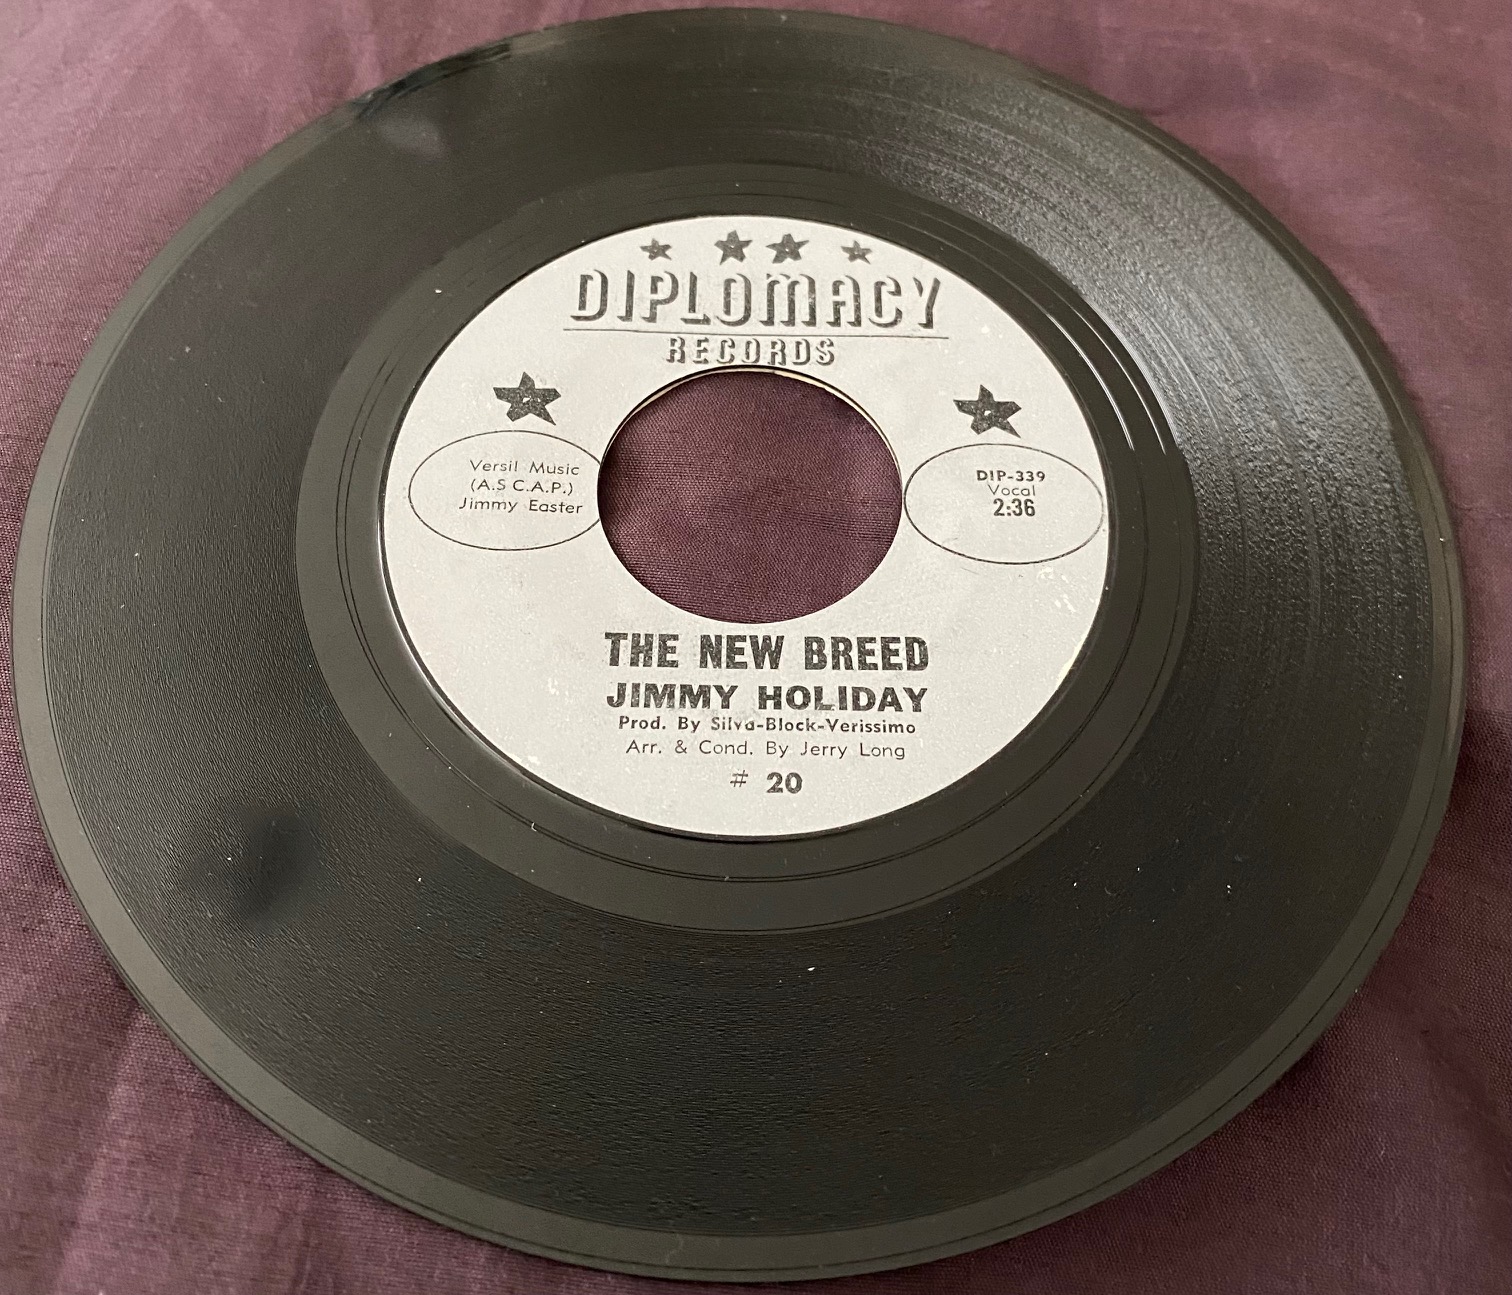 DIPLOMACY
RECORDS
Versil Music
(A.S C.A.P.)
Jimmy Easter
DIP-339
Vocal
2:36
THE NEW BREED
JIMMY HOLIDAY
Prod. By Silva-Block-Verissimo
Arr. & Cond. By Jerry Long
# 20